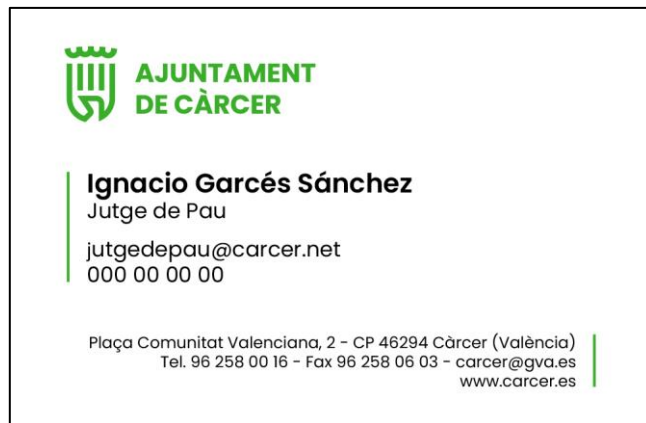 AJUNTAMENT
DE CÀRCER
Ignacio Garcés Sánchez
Jutge de Pau
jutgedepau@carcer.net
000 00 00 00
Plaça Comunitat Valenciana, 2 - CP 46294 Càrcer (València)
Tel. 96 258 00 16 - Fax 96 258 06 03 - carcer@gva.es
www.carcer.es